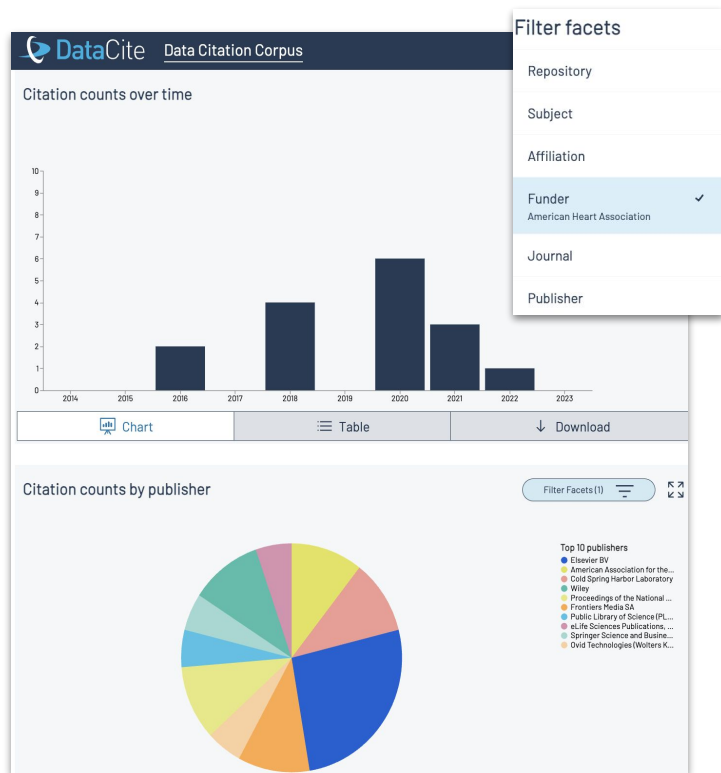 DataCite Data Citation Corpus
Citation counts over time
10
9
8
7
6
5
4
3
2
1
0
2014 2015 2016 2017 2018 2019 2020 2021 2022 2023
Chart Table Download
Filter facets
Repository
Subject
Affiliation
Funder
American Heart Association
Journal
Publisher
Citation counts by publisher
Filter Facets (1)
Top 10 publishers
Elsevier BV
American Association for the...
Cold Spring Harbor Laboratory
Wiley
Proceedings of the National ...
Frontiers Media SA
Public Library of Science (PL...
eLife Sciences Publications, ...
Springer Science and Busine...
Ovid Technologies (Wolters K...